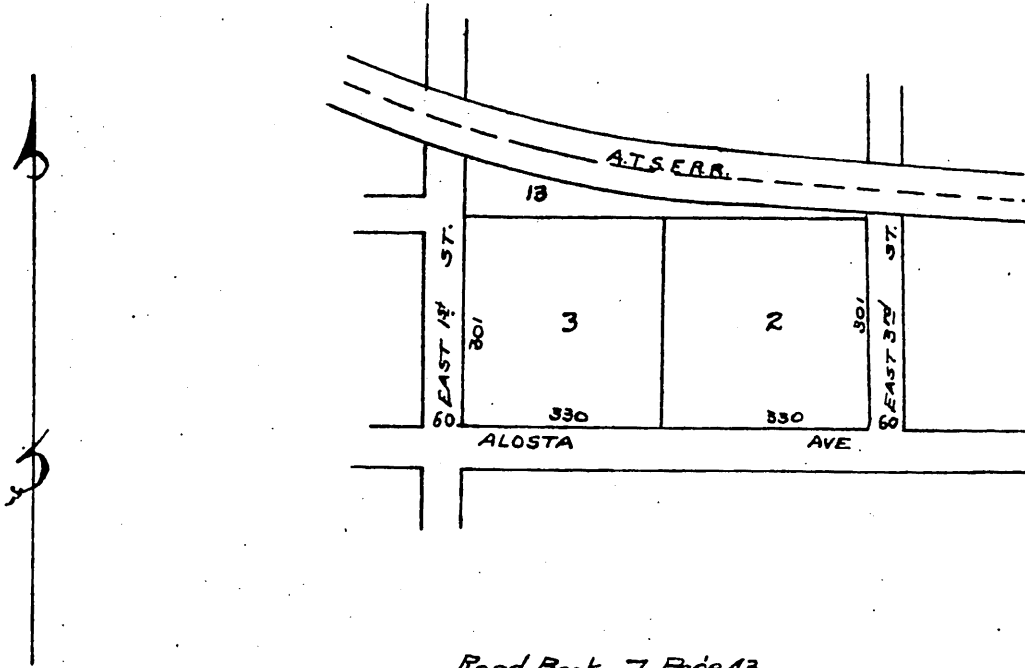 A.T.S.F.R.R.
13
EAST 1st ST.
301
3
2
301
EAST 3rd ST.
60
330
330
60
ALOSTA AVE.
Road Book 7 Page 43